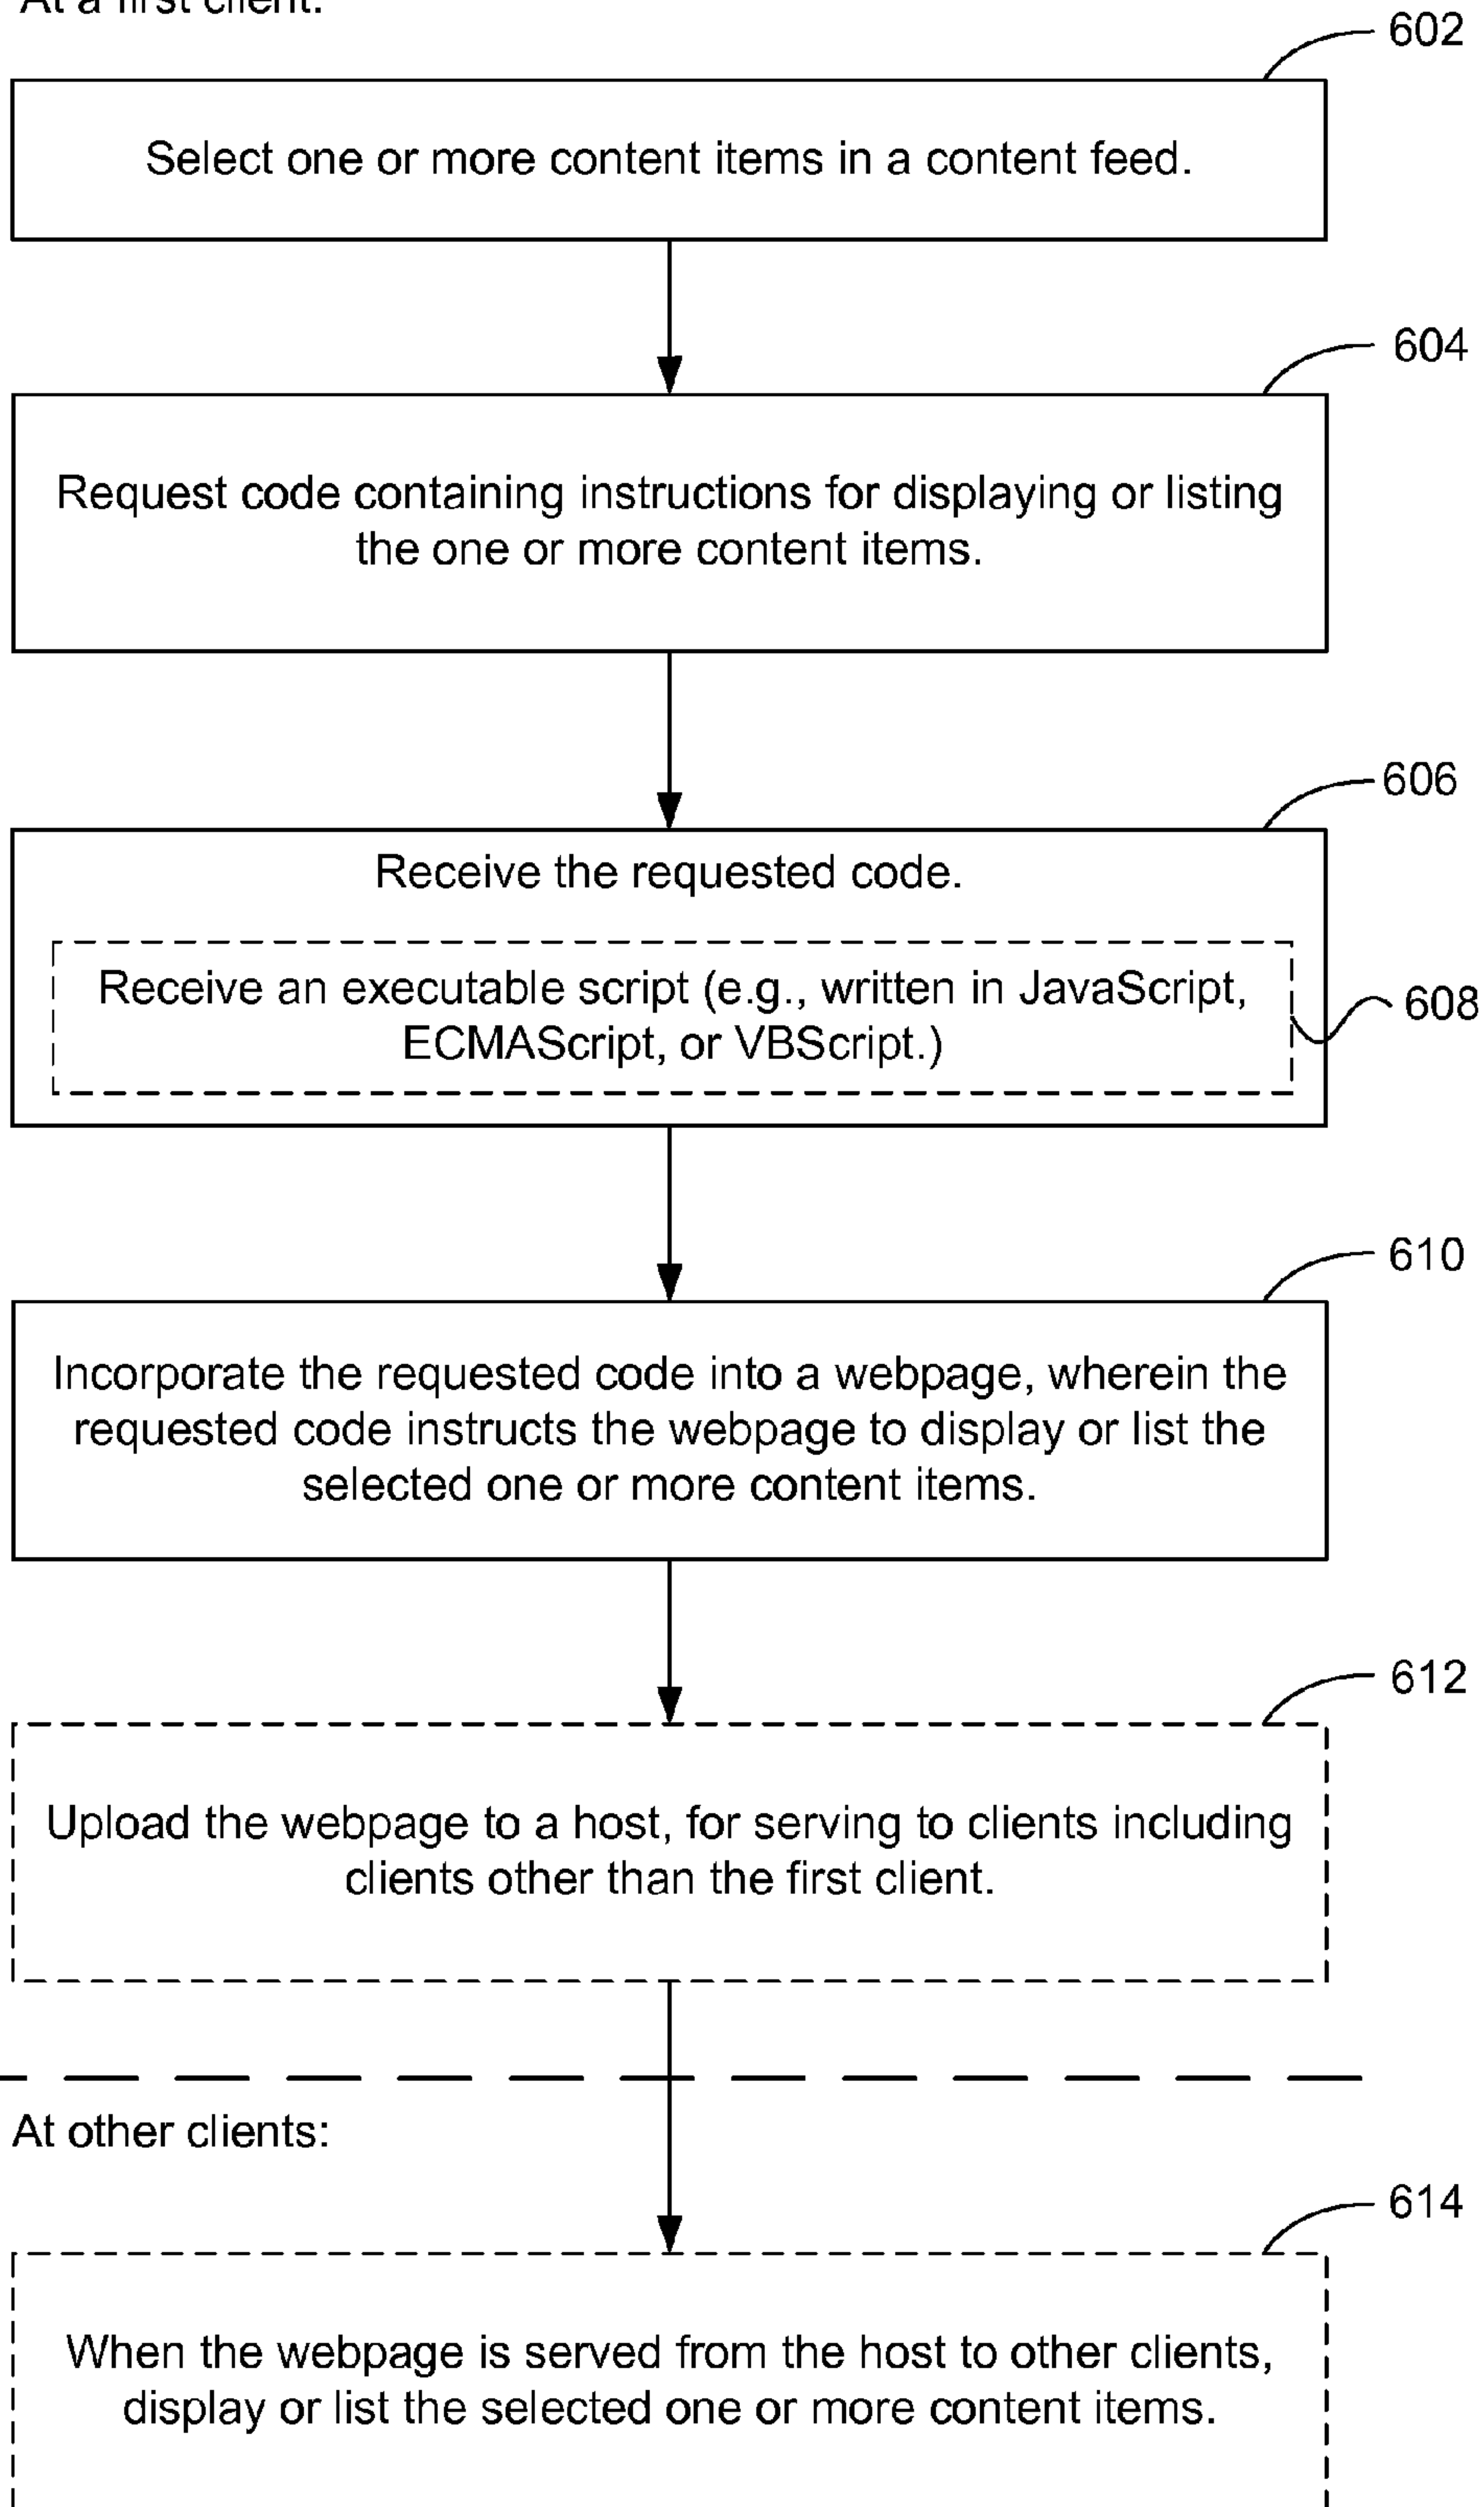 At a first client:
602
Select one or more content items in a content feed.
604
Request code containing instructions for displaying or listing
the one or more content items.
606
Receive the requested code.
Receive an executable script (e.g., written in JavaScript,
ECMAScript, or VBScript.)
608
610
Incorporate the requested code into a webpage, wherein the
requested code instructs the webpage to display or list the
selected one or more content items.
612
Upload the webpage to a host, for serving to clients including
clients other than the first client.
At other clients:
614
When the webpage is served from the host to other clients,
display or list the selected one or more content items.